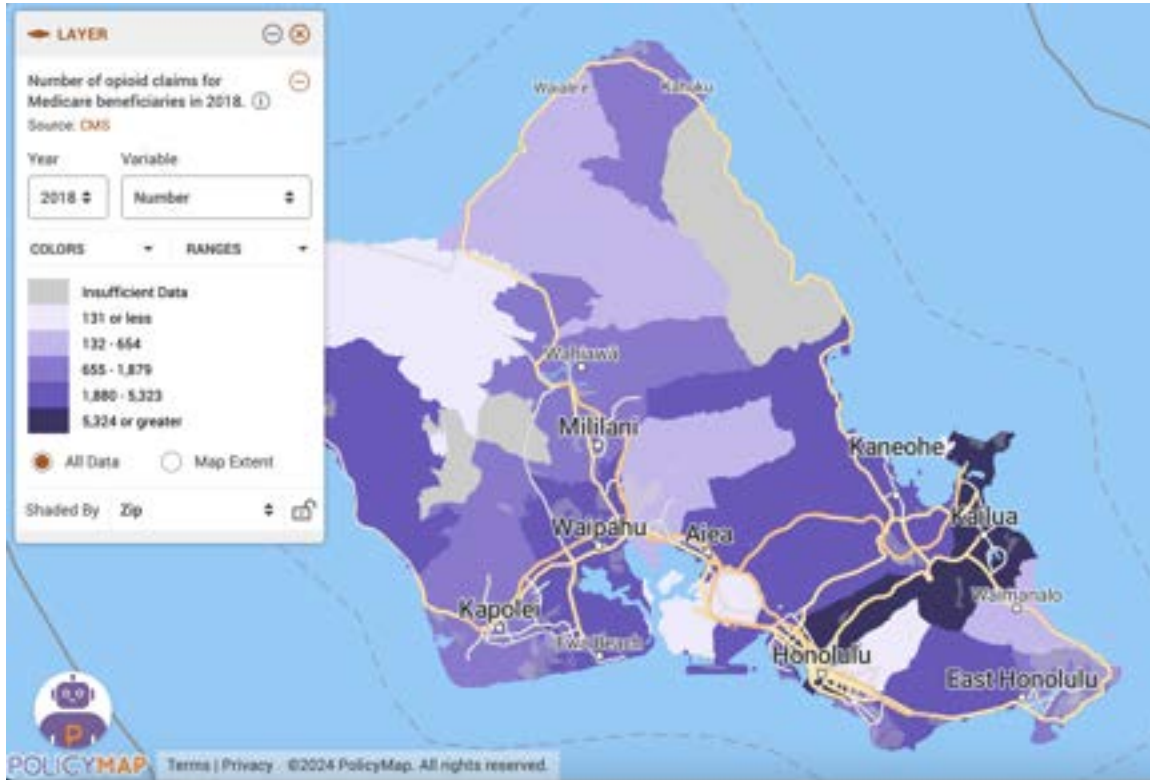 LAYER
Number of opioid claims for
Medicare beneficiaries in 2018.
Source: CMS
Year Variable
2018 Number
COLORS RANGES
Insufficient Data
131 or less
132 - 654
655 - 1,879
1,880 - 5,323
5,324 or greater
All Data Map Extent
Shaded By Zip
Waialee Kahuku
Wahiawā
Mililani
Kaneohe
Kailua
Waipahu Aiea
Waimanalo
Kapolei
Ewa Beach
Honolulu
East Honolulu
P
POLICYMAP Terms | Privacy ©2024 PolicyMap. All rights reserved.